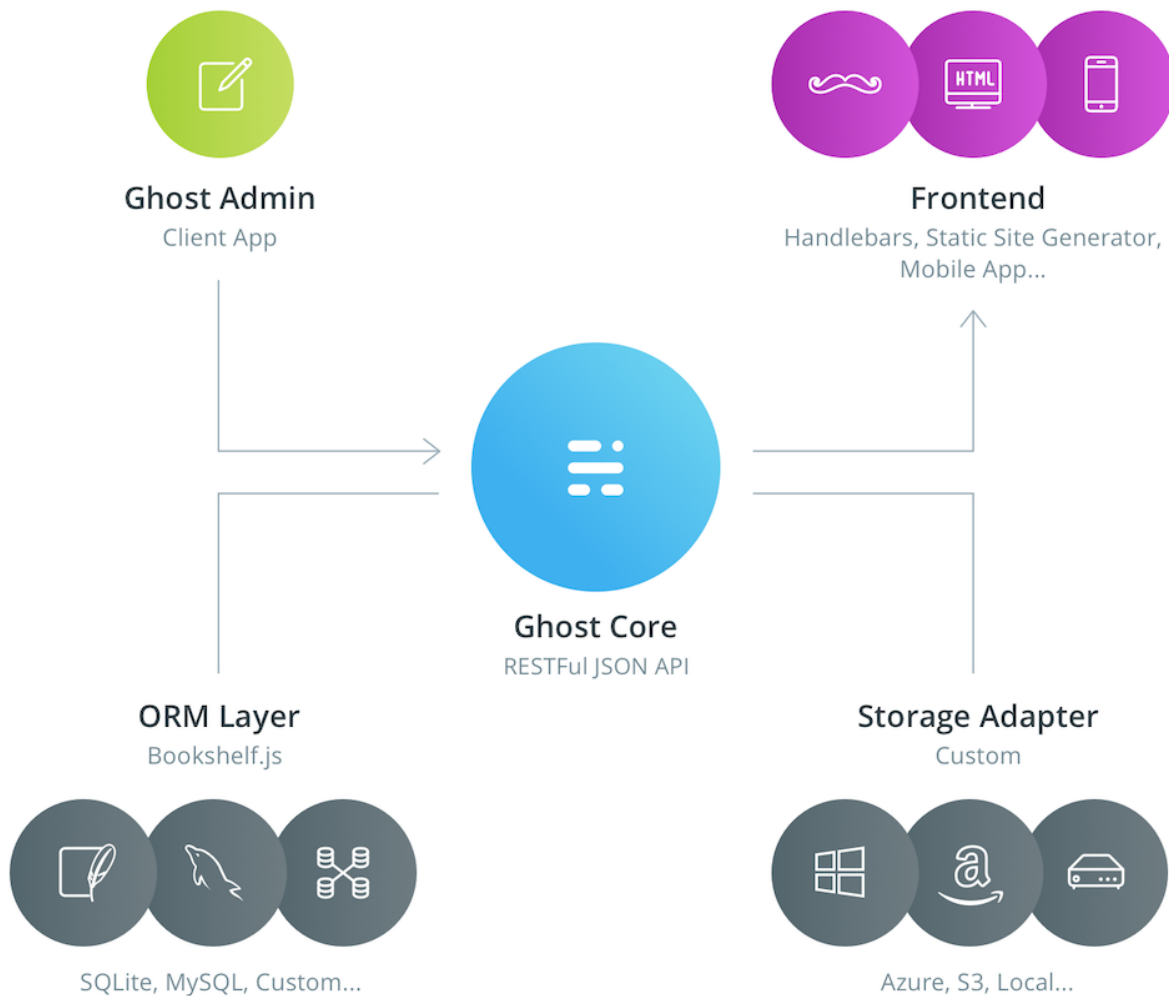 Ghost Admin
Client App
HTML
Frontend
Handlebars, Static Site Generator,
Mobile App...
Ghost Core
RESTFul JSON API
ORM Layer
Bookshelf.js
SQLite, MySQL, Custom...
Storage Adapter
Custom
a
Azure, S3, Local...